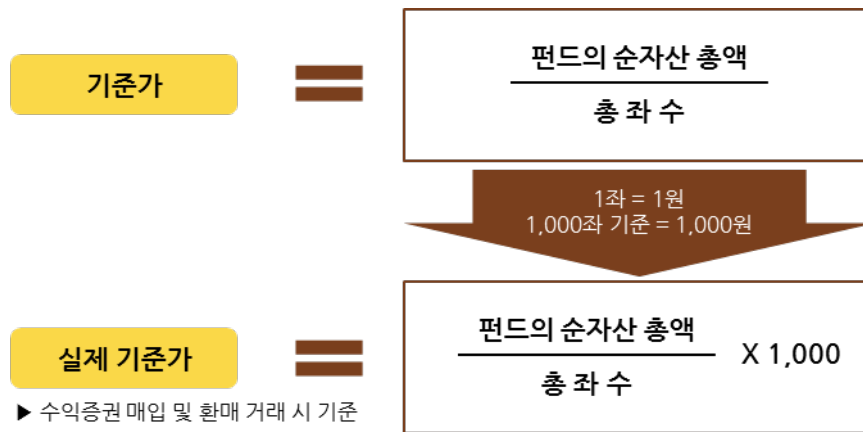 기준가
펀드의 순자산 총액
총 좌 수
1좌 = 1원
1,000좌 기준 = 1,000원
실제 기준가
펀드의 순자산 총액
총 좌 수
X 1,000
▶ 수익증권 매입 및 환매 거래 시 기준